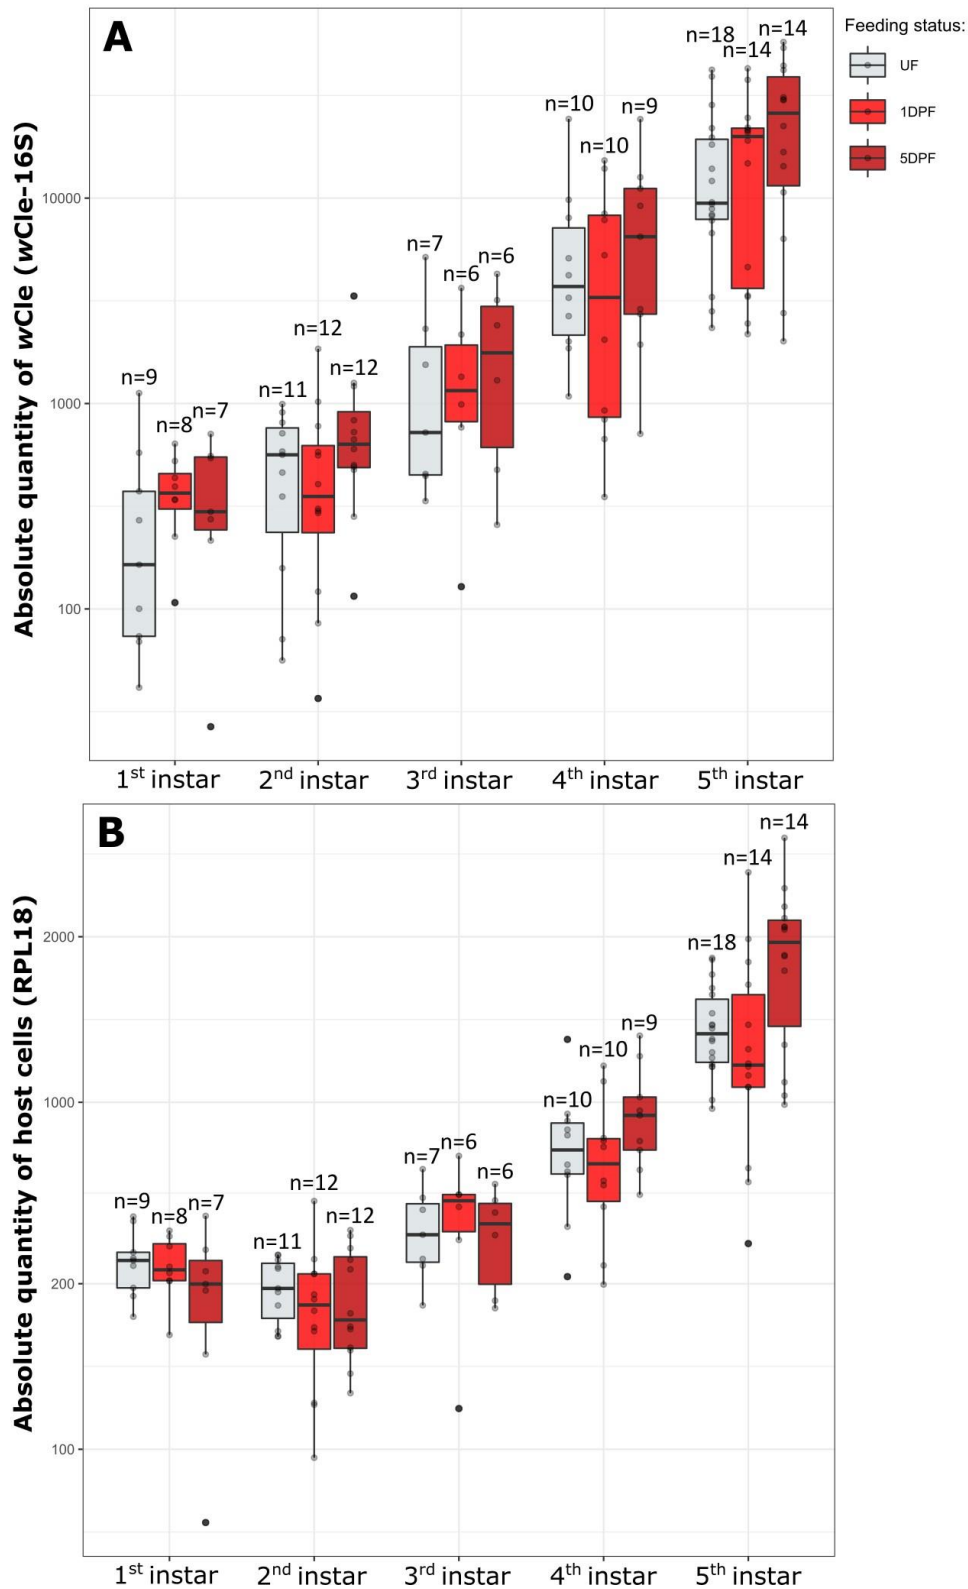 A
Feeding status:
UF
1DPF
5DPF
Absolute quantity of wCle (wCle-16S)
10000
1000
100
n=9
n=8
n=7
n=11
n=12
n=12
n=7
n=6
n=6
n=10
n=10
n=9
n=18
n=14
n=14
1st instar
2nd instar
3rd instar
4th instar
5th instar
B
Absolute quantity of host cells (RPL18)
2000
1000
200
100
n=9
n=8
n=7
n=11
n=12
n=12
n=7
n=6
n=6
n=10
n=10
n=9
n=18
n=14
n=14
1st instar
2nd instar
3rd instar
4th instar
5th instar